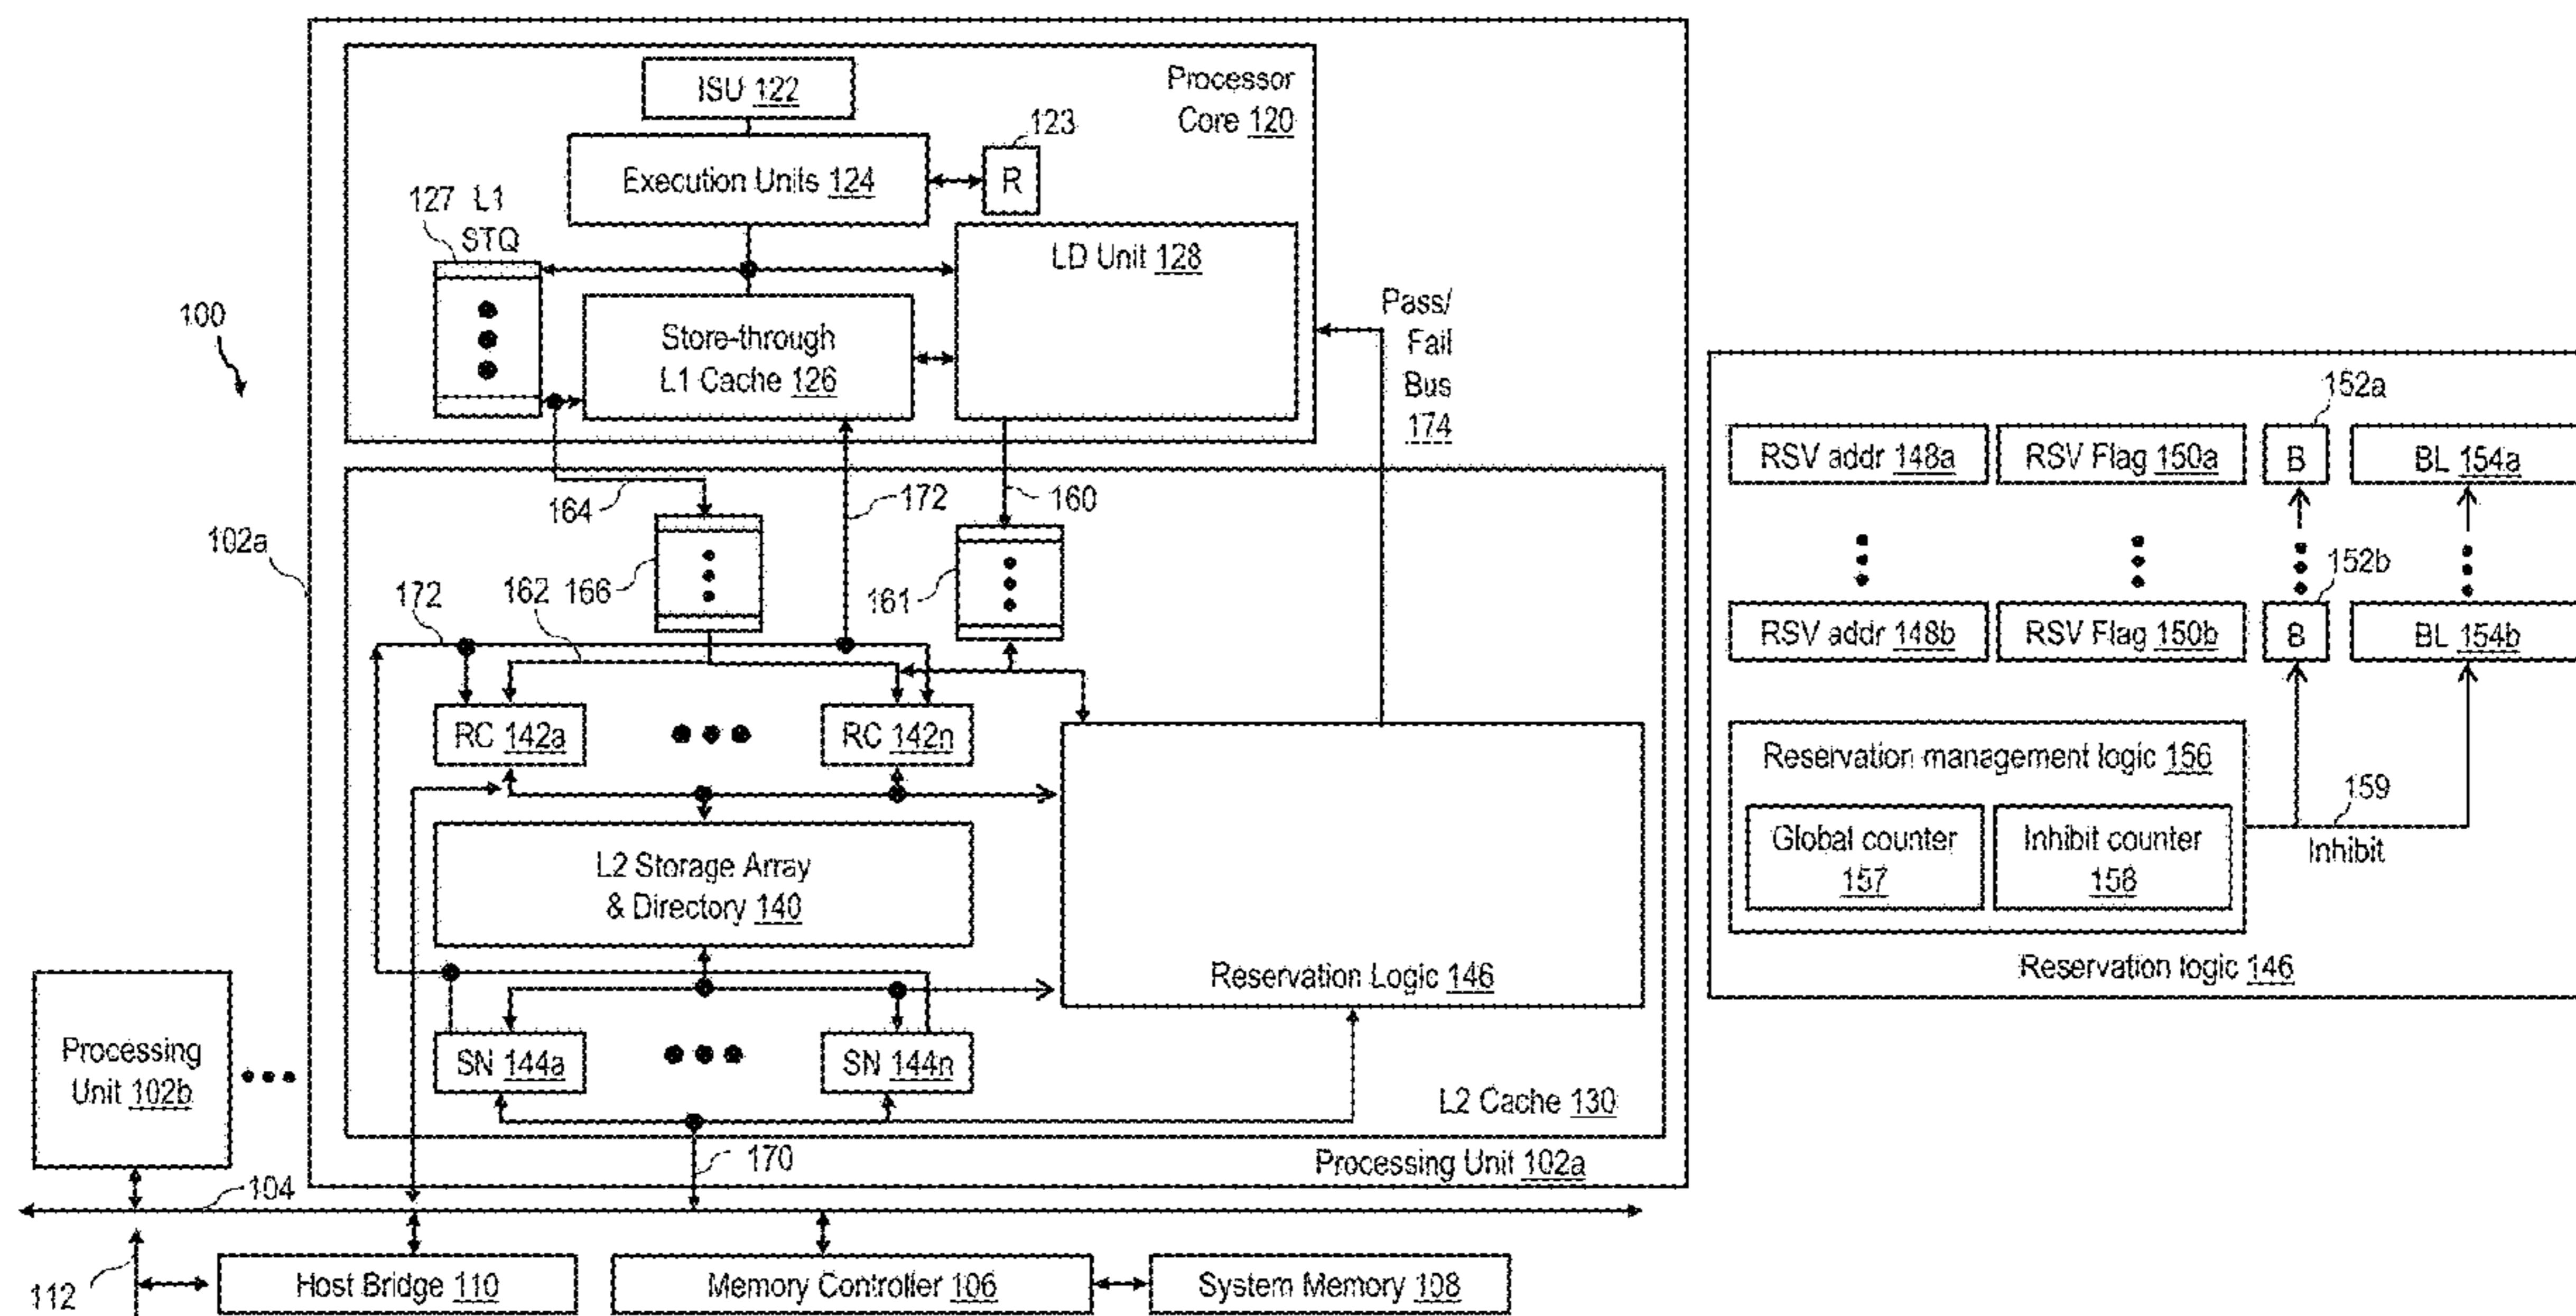 ISU 122
Processor
Core 120
123
Execution Units 124
R
127 L1
STQ
LD Unit 128
100
Store-through
L1 Cache 126
Pass/
Fail
Bus
174
164
172
160
102a
162 166
161
172
RC 142a
RC 142n
L2 Storage Array
& Directory 140
Reservation Logic 146
SN 144a
SN 144n
L2 Cache 130
Processing
Unit 102b
170
Processing Unit 102a
104
112
Host Bridge 110
Memory Controller 106
System Memory 108
152a
RSV addr 148a
RSV Flag 150a
B
BL 154a
152b
RSV addr 148b
RSV Flag 150b
B
BL 154b
Reservation management logic 156
159
Global counter
157
Inhibit counter
158
Inhibit
Reservation logic 146